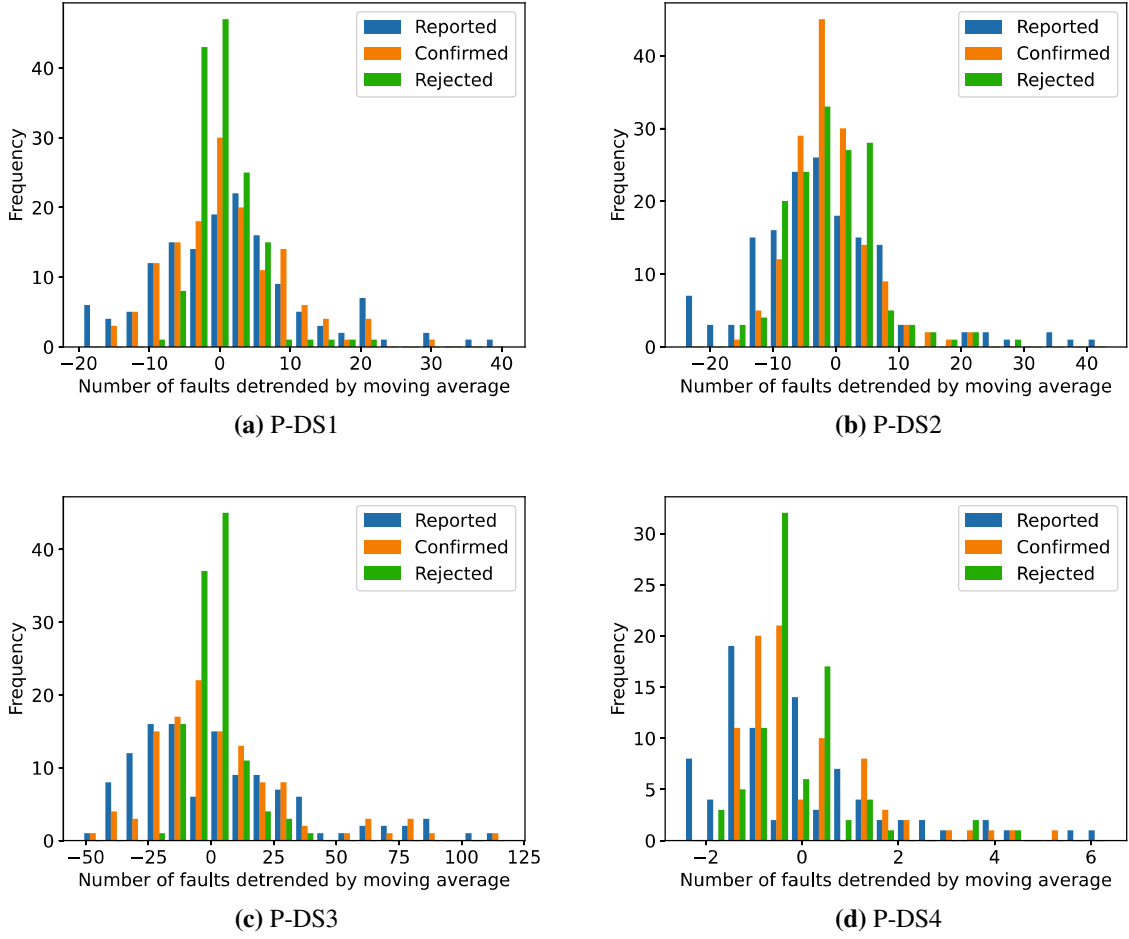 Reported
Confirmed
Rejected
Frequency
0
10
20
30
40
−20
−10
0
10
20
30
40
Number of faults detrended by moving average
(a) P-DS1
Reported
Confirmed
Rejected
Frequency
0
10
20
30
40
−20
−10
0
10
20
30
40
Number of faults detrended by moving average
(b) P-DS2
Reported
Confirmed
Rejected
Frequency
0
10
20
30
40
−50
−25
0
25
50
75
100
125
Number of faults detrended by moving average
(c) P-DS3
Reported
Confirmed
Rejected
Frequency
0
5
10
15
20
25
30
−2
0
2
4
6
Number of faults detrended by moving average
(d) P-DS4